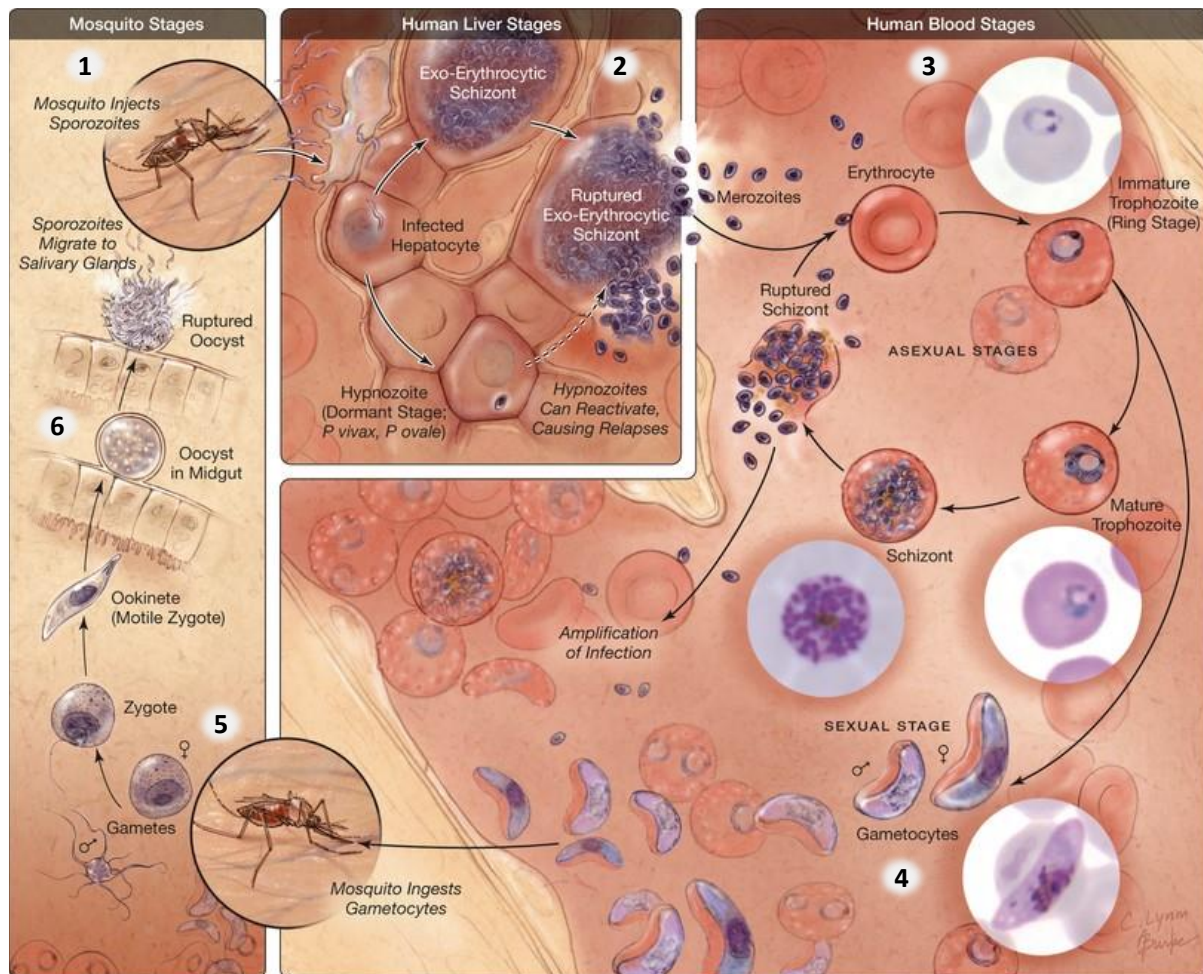 Mosquito Stages
1
Mosquito Injects
Sporozoites
Sporozoites
Migrate to
Salivary Glands
Ruptured
Oocyst
6
Oocyst
in Midgut
Ookinete
(Motile Zygote)
Zygote
5
♀
Gametes
♂
Mosquito Ingests
Gametocytes
Human Liver Stages
2
Exo-Erythrocytic
Schizont
Infected
Hepatocyte
Ruptured
Exo-Erythrocytic
Schizont
Hypnozoite
(Dormant Stage;
P vivax, P ovale)
Hypnozoites
Can Reactivate,
Causing Relapses
Human Blood Stages
3
Merozoites
Erythrocyte
Immature
Trophozoite
(Ring Stage)
Ruptured
Schizont
ASEXUAL STAGES
Mature
Trophozoite
Schizont
Amplification
of Infection
SEXUAL STAGE
♂
♀
Gametocytes
4
C. Lynm